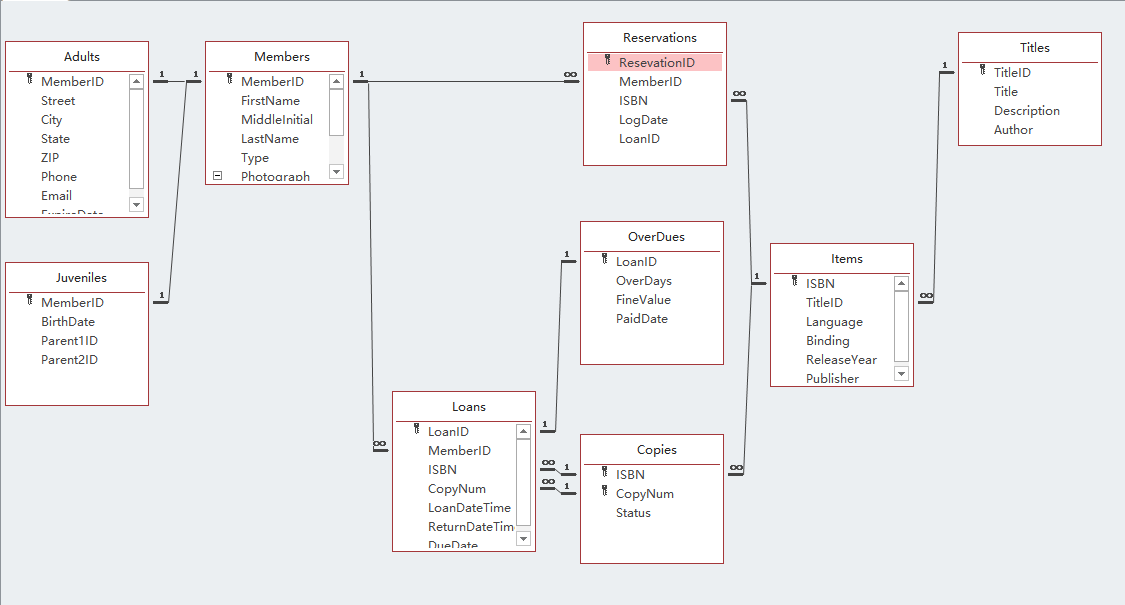 Adults
MemberID
Street
City
State
ZIP
Phone
Email
ExpireDate
Members
MemberID
FirstName
MiddleInitial
LastName
Type
Photograph
Reservations
ResevationID
MemberID
ISBN
LogDate
LoanID
Titles
TitleID
Title
Description
Author
Juveniles
MemberID
BirthDate
Parent1ID
Parent2ID
OverDues
LoanID
OverDays
FineValue
PaidDate
Items
ISBN
TitleID
Language
Binding
ReleaseYear
Publisher
Loans
LoanID
MemberID
ISBN
CopyNum
LoanDateTime
ReturnDateTim
DueDate
Copies
ISBN
CopyNum
Status
1
1
1
1
∞
∞
1
1
∞
1
1
∞
∞
1
∞
1
∞